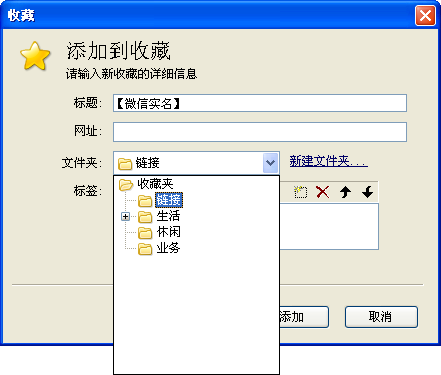 收藏
添加到收藏
请输入新收藏的详细信息
标题: 【微信实名】
网址:
文件夹: 链接 新建文件夹...
标签:
收藏夹
链接
生活
休闲
业务
添加 取消